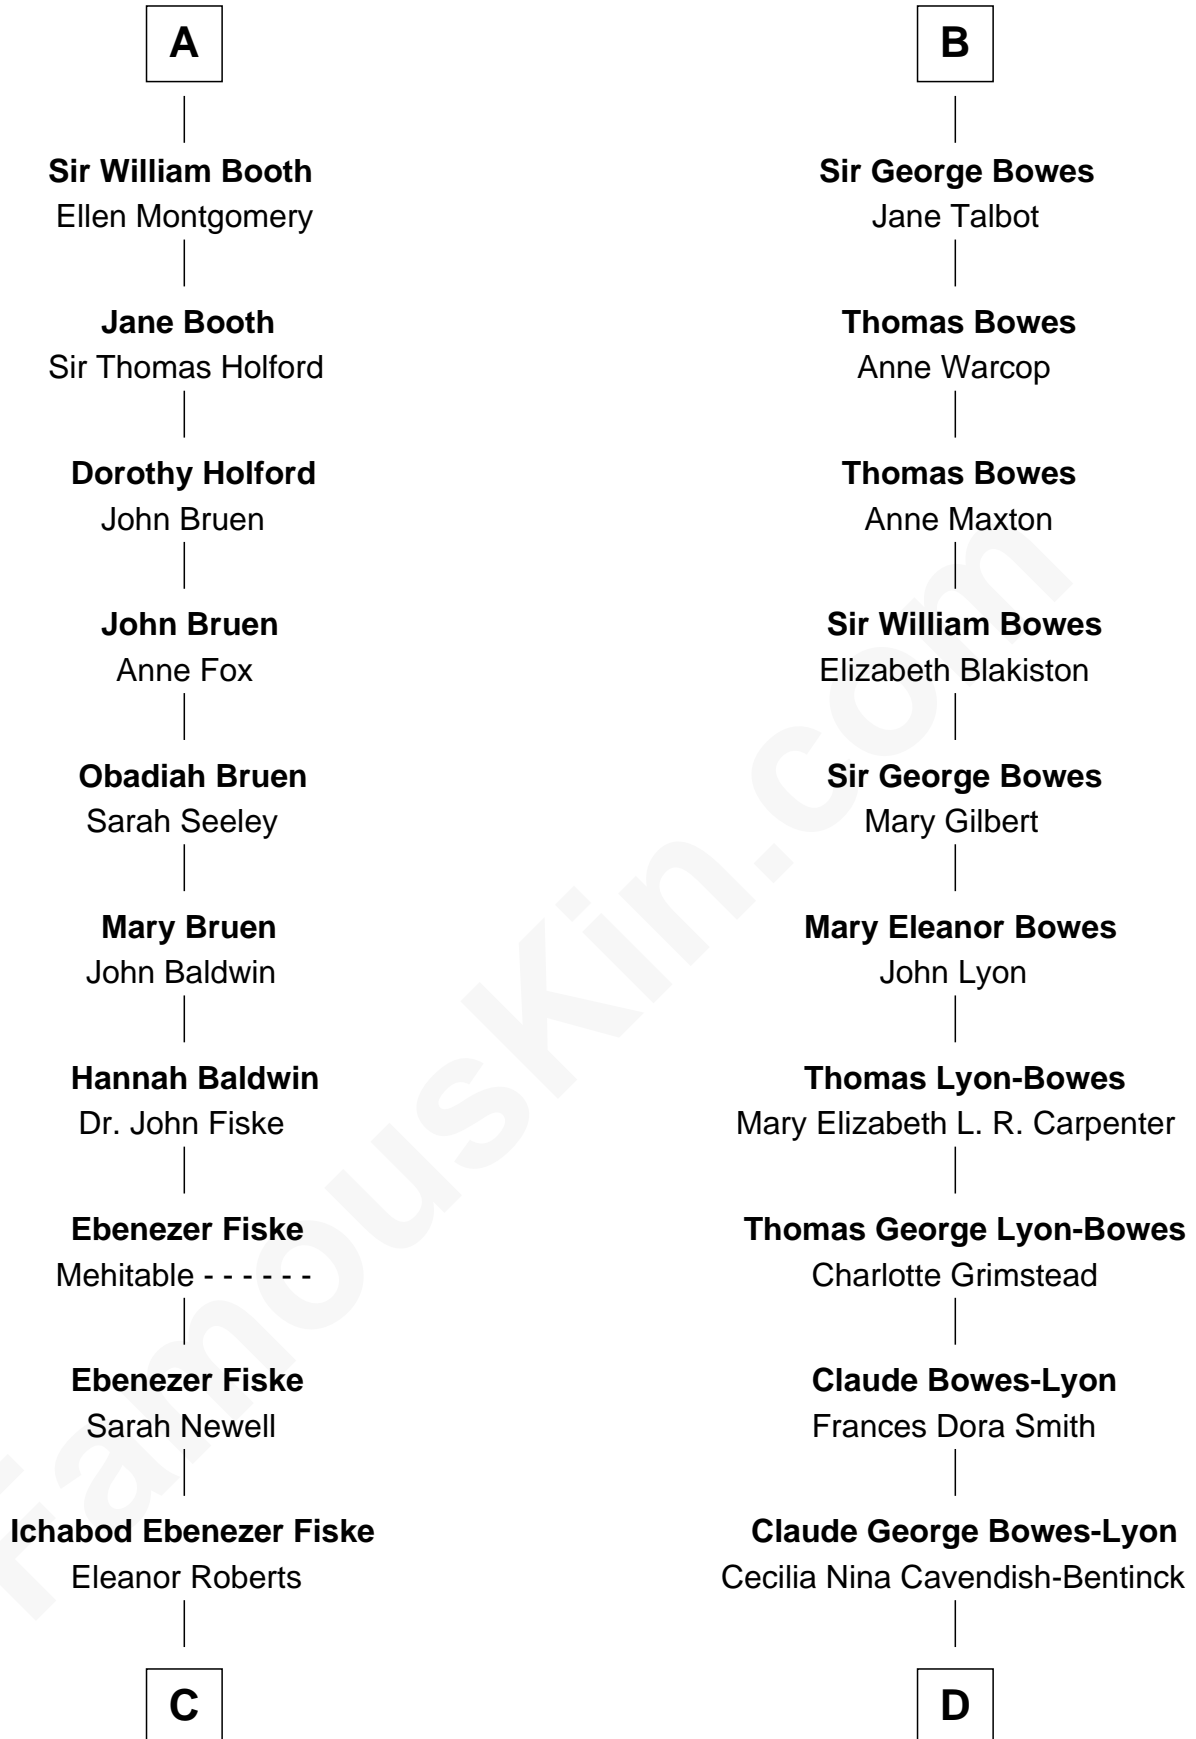 A
Sir William Booth
Ellen Montgomery
Jane Booth
Sir Thomas Holford
Dorothy Holford
John Bruen
John Bruen
Anne Fox
Obadiah Bruen
Sarah Seeley
Mary Bruen
John Baldwin
Hannah Baldwin
Dr. John Fiske
Ebenezer Fiske
Mehitable - - - - - -
Ebenezer Fiske
Sarah Newell
Ichabod Ebenezer Fiske
Eleanor Roberts
C
B
Sir George Bowes
Jane Talbot
Thomas Bowes
Anne Warcop
Thomas Bowes
Anne Maxton
Sir William Bowes
Elizabeth Blakiston
Sir George Bowes
Mary Gilbert
Mary Eleanor Bowes
John Lyon
Thomas Lyon-Bowes
Mary Elizabeth L. R. Carpenter
Thomas George Lyon-Bowes
Charlotte Grimstead
Claude Bowes-Lyon
Frances Dora Smith
Claude George Bowes-Lyon
Cecilia Nina Cavendish-Bentinck
D
FamousKin.com